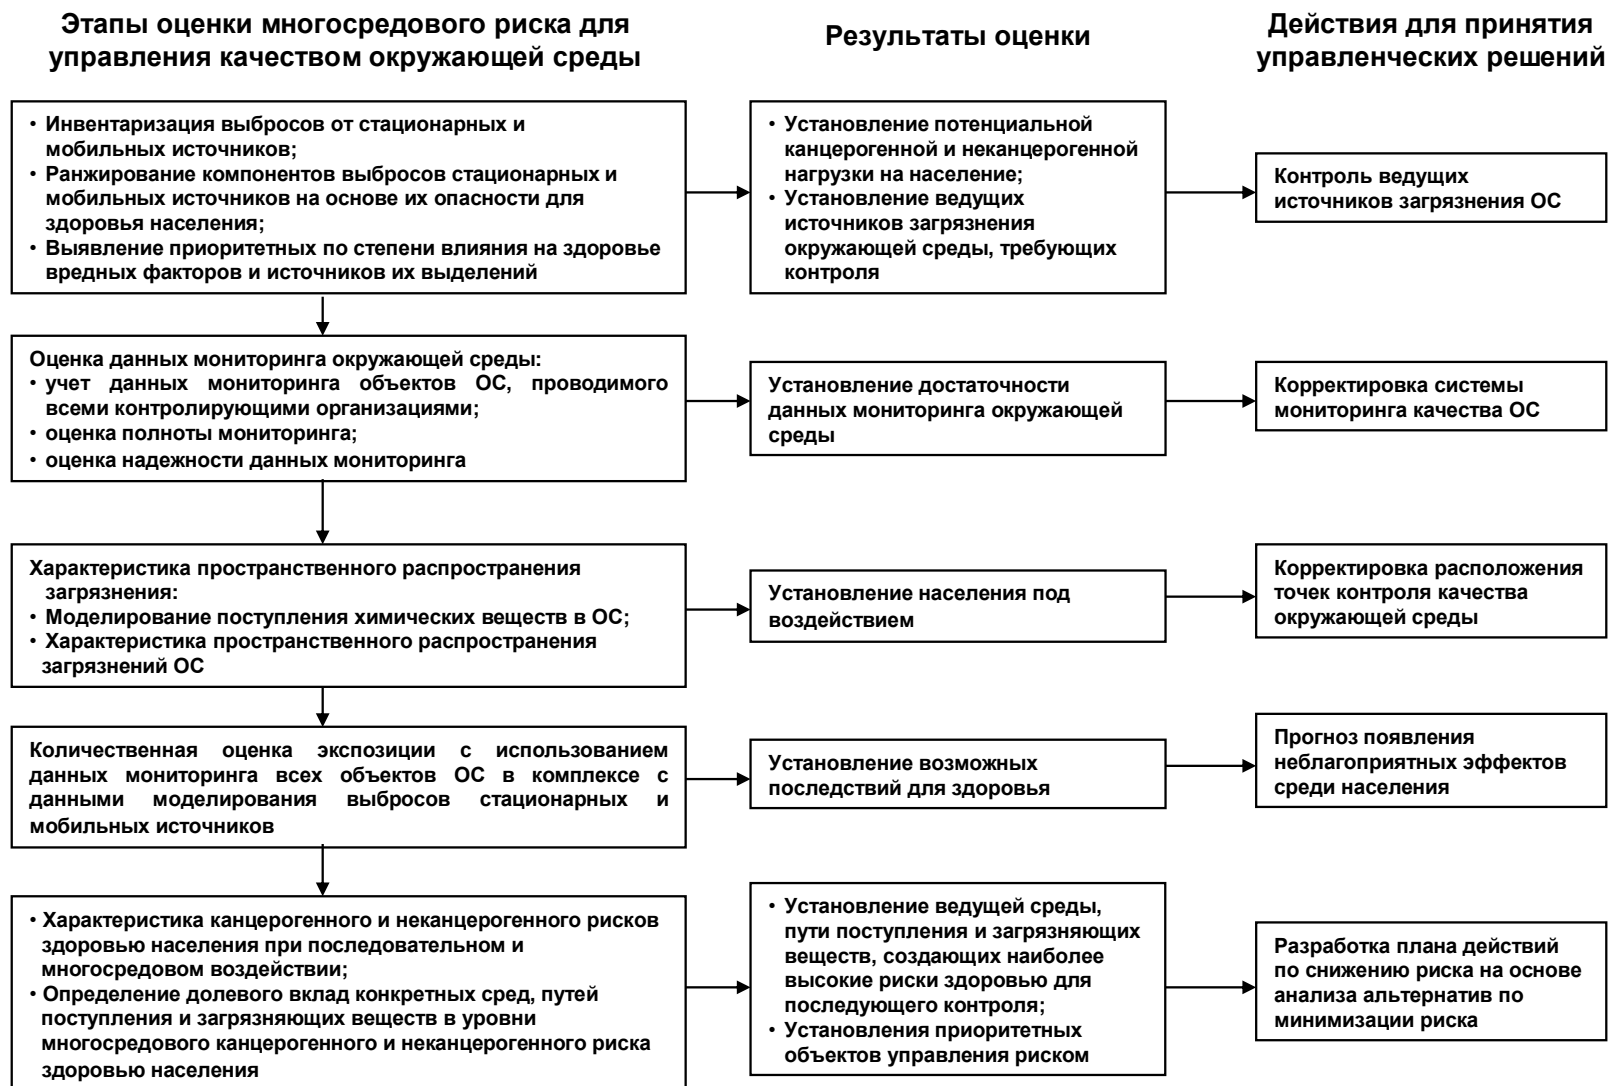 Этапы оценки многосредового риска для
управления качеством окружающей среды
Результаты оценки
Действия для принятия
управленческих решений
• Инвентаризация выбросов от стационарных и
мобильных источников;
• Ранжирование компонентов выбросов стационарных и
мобильных источников на основе их опасности для
здоровья населения;
• Выявление приоритетных по степени влияния на здоровье
вредных факторов и источников их выделений
• Установление потенциальной
канцерогенной и неканцерогенной
нагрузки на население;
• Установление ведущих
источников загрязнения
окружающей среды, требующих
контроля
Контроль ведущих
источников загрязнения ОС
Оценка данных мониторинга окружающей среды:
• учет данных мониторинга объектов ОС, проводимого
всеми контролирующими организациями;
• оценка полноты мониторинга;
• оценка надежности данных мониторинга
Установление достаточности
данных мониторинга окружающей
среды
Корректировка системы
мониторинга качества ОС
Характеристика пространственного распространения
загрязнения:
• Моделирование поступления химических веществ в ОС;
• Характеристика пространственного распространения
загрязнений ОС
Установление населения под
воздействием
Корректировка расположения
точек контроля качества
окружающей среды
Количественная оценка экспозиции с использованием
данных мониторинга всех объектов ОС в комплексе с
данными моделирования выбросов стационарных и
мобильных источников
Установление возможных
последствий для здоровья
Прогноз появления
неблагоприятных эффектов
среди населения
• Характеристика канцерогенного и неканцерогенного рисков
здоровью населения при последовательном и
многосредовом воздействии;
• Определение долевого вклад конкретных сред, путей
поступления и загрязняющих веществ в уровни
многосредового канцерогенного и неканцерогенного риска
здоровью населения
• Установление ведущей среды,
пути поступления и загрязняющих
веществ, создающих наиболее
высокие риски здоровью для
последующего контроля;
• Установления приоритетных
объектов управления риском
Разработка плана действий
по снижению риска на основе
анализа альтернатив по
минимизации риска